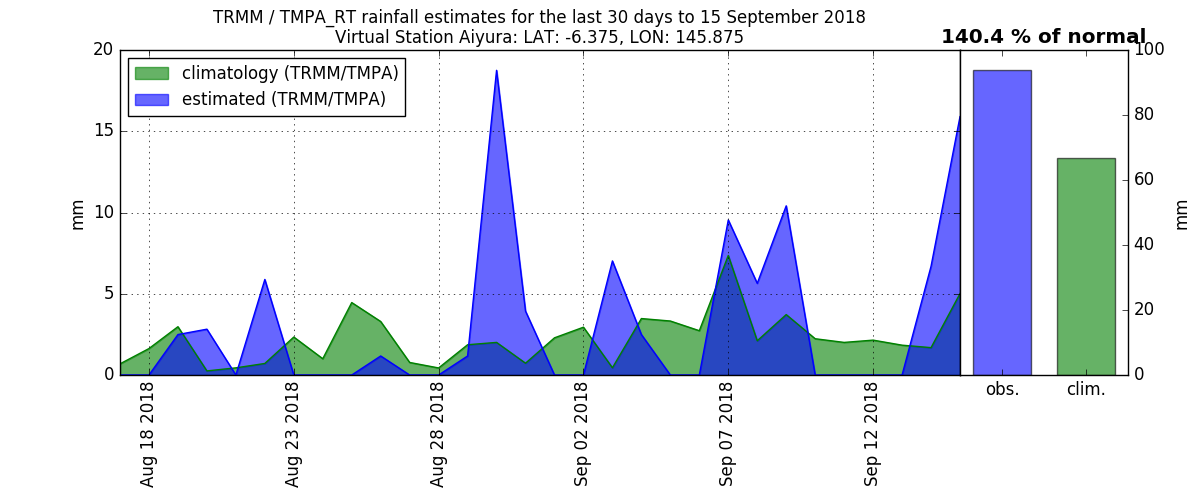 TRMM / TMPA_RT rainfall estimates for the last 30 days to 15 September 2018
Virtual Station Aiyura: LAT: -6.375, LON: 145.875
140.4 % of normal
climatology (TRMM/TMPA)
estimated (TRMM/TMPA)
20
15
10
5
0
mm
Aug 18 2018
Aug 23 2018
Aug 28 2018
Sep 02 2018
Sep 07 2018
Sep 12 2018
100
80
60
40
20
0
mm
obs.
clim.